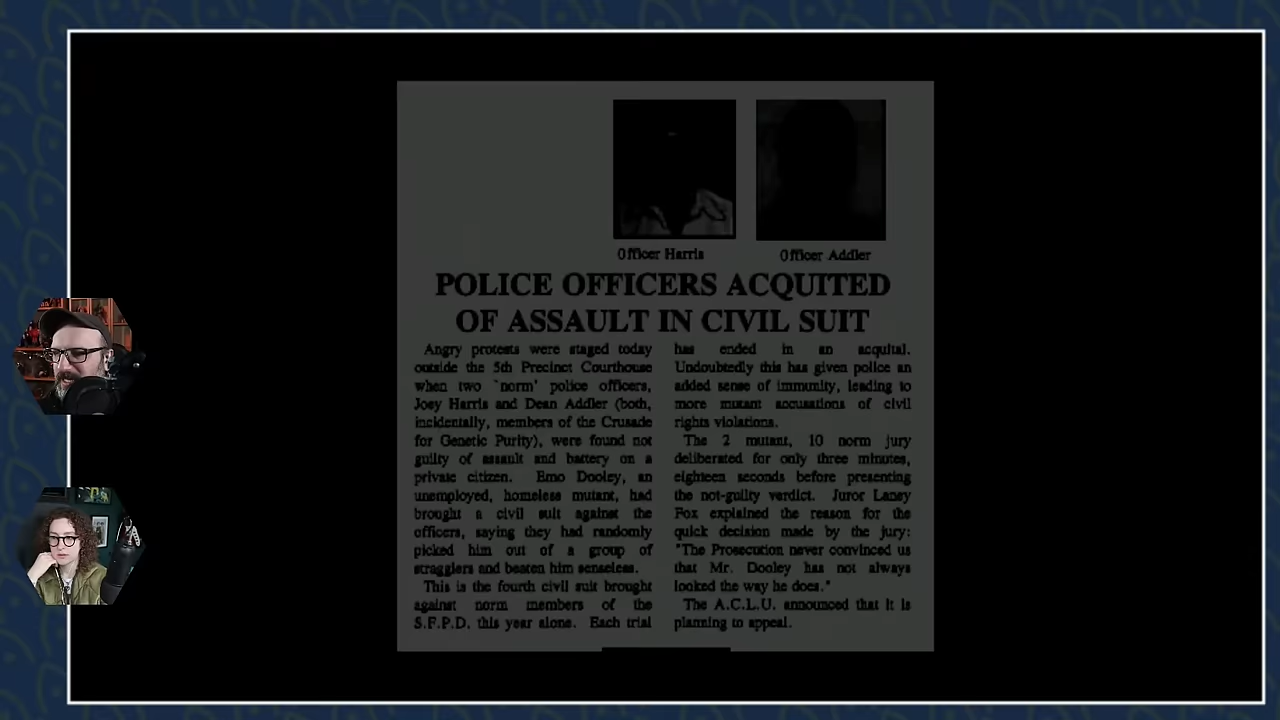 Officer Harris
Officer Addler
POLICE OFFICERS ACQUITED
OF ASSAULT IN CIVIL SUIT
Angry protests were staged today
outside the 5th Precinct Courthouse
when two `norm' police officers,
Joey Harris and Dean Addler (both,
incidentally, members of the Crusade
for Genetic Purity), were found not
guilty of assault and battery on a
private citizen. Emo Dooley, an
unemployed, homeless mutant, had
brought a civil suit against the
officers, saying they had randomly
picked him out of a group of
stragglers and beaten him senseless.
This is the fourth civil suit brought
against norm members of the
S.F.P.D. this year alone. Each trial
has ended in an acquital.
Undoubtedly this has given police an
added sense of immunity, leading to
more mutant accusations of civil
rights violations.
The 2 mutant, 10 norm jury
deliberated for only three minutes,
eighteen seconds before presenting
the not-guilty verdict. Juror Laney
Fox explained the reason for the
quick decision made by the jury:
"The Prosecution never convinced us
that Mr. Dooley has not always
looked the way he does."
The A.C.L.U. announced that it is
planning to appeal.